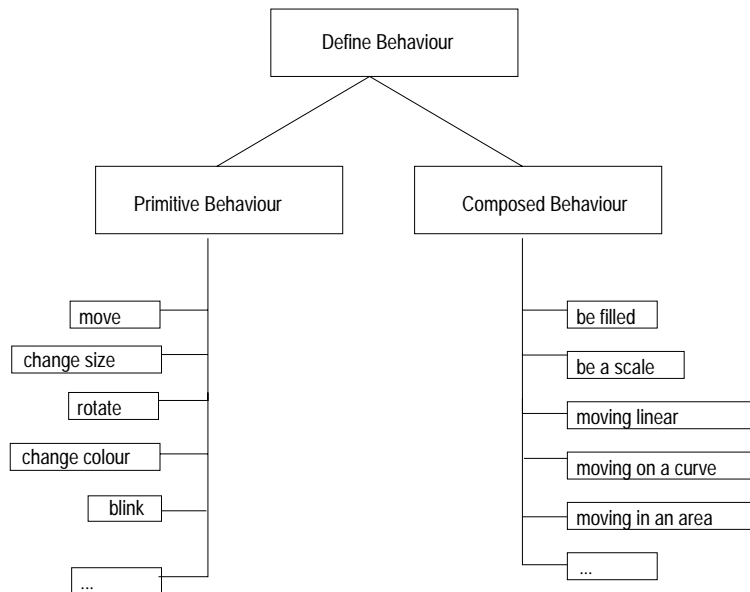 Define Behaviour
Primitive Behaviour
Composed Behaviour
move
change size
rotate
change colour
blink
...
be filled
be a scale
moving linear
moving on a curve
moving in an area
...